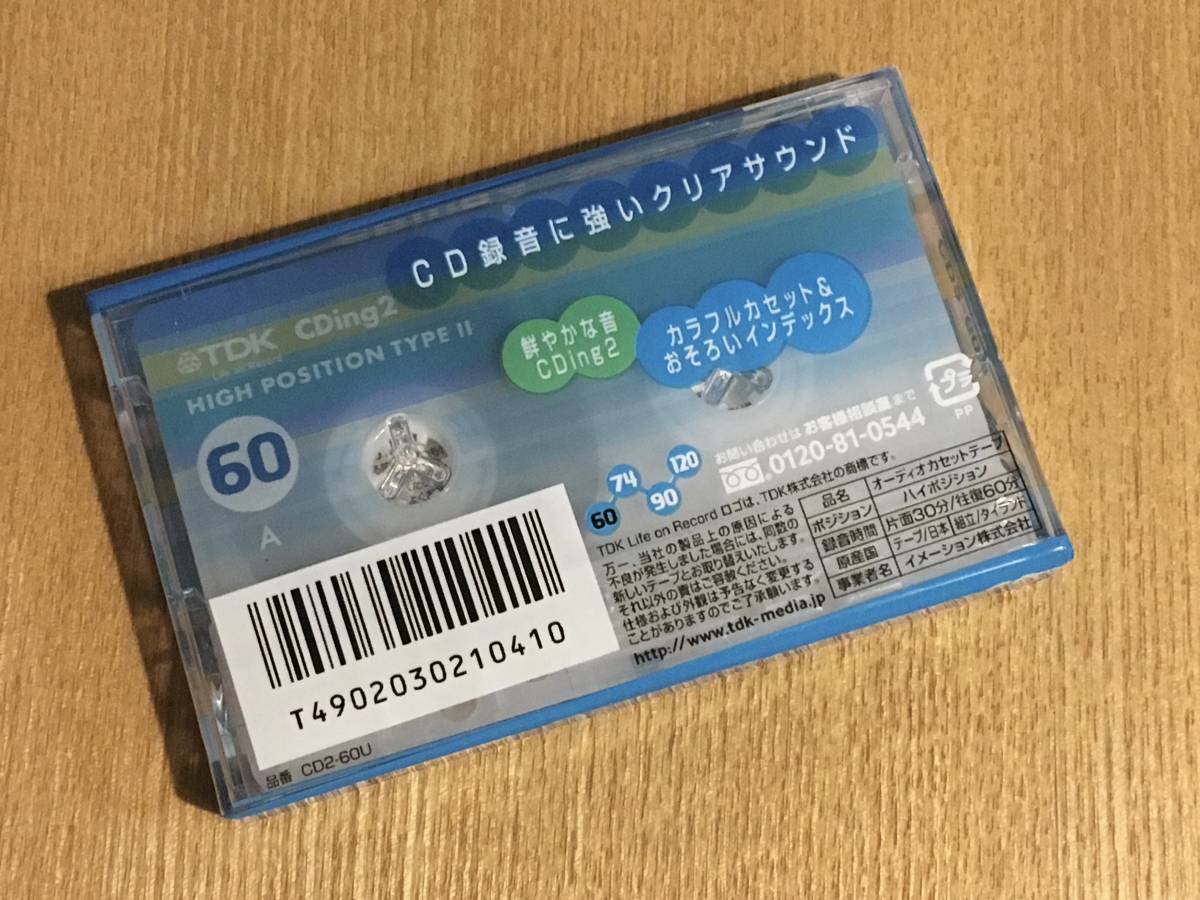 CD録音に強いクリアサウンド
TDK CDing2
HIGH POSITION TYPE II
鮮やかな音
CDing2
カラフルカセット&
おそろいインデックス
60
A
プラ
PP
お問い合わせは お客様相談室まで
0120-81-0544
60 74 90 120
TDK Life on Record ロゴは、TDK株式会社の商標です。
万一、当社の製品上の原因による
不良が発生しました場合には、同数の
新しいテープとお取り替えいたします。
それ以外の責はご容赦ください。
仕様および外観は予告なく変更する
ことがありますのでご了承願います。
http://www.tdk-media.jp
品名 オーディオカセットテープ
ポジション ハイポジション
録音時間 片面30分/往復60分
原産国 テープ/日本 組立/タイランド
事業者名 イメーション株式会社
T4902030210410
品番 CD2-60U